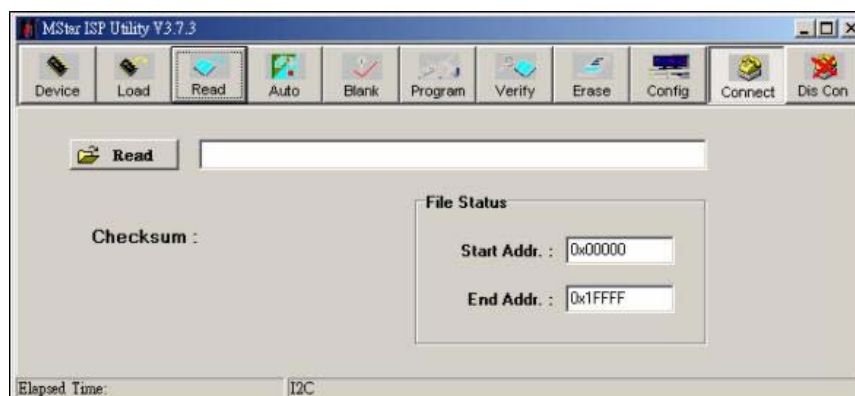 MStar ISP Utility V3.7.3
Device Load Read Auto Blank Program Verify Erase Config Connect Dis Con
Read
File Status
Checksum :
Start Addr. : 0x00000
End Addr. : 0x1FFFF
Elapsed Time: I2C